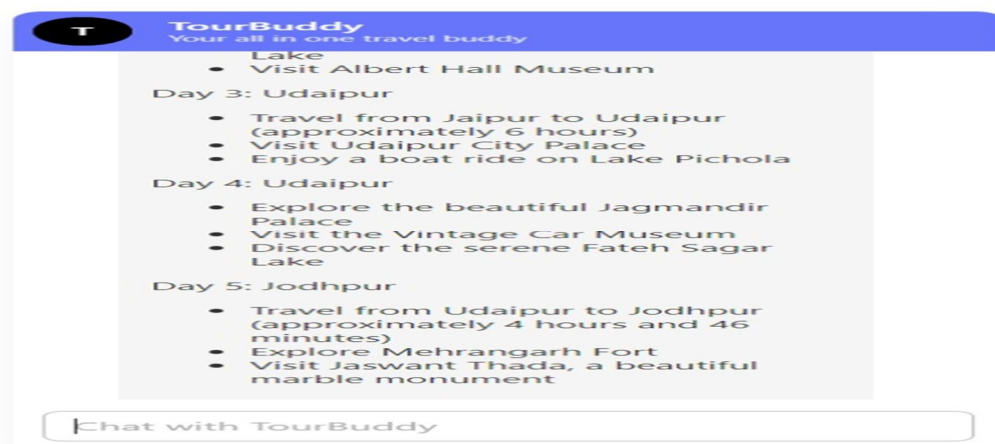 T
TourBuddy
Your all in one travel buddy
Lake
• Visit Albert Hall Museum
Day 3: Udaipur
• Travel from Jaipur to Udaipur
(approximately 6 hours)
• Visit Udaipur City Palace
• Enjoy a boat ride on Lake Pichola
Day 4: Udaipur
• Explore the beautiful Jagmandir
Palace
• Visit the Vintage Car Museum
• Discover the serene Fateh Sagar
Lake
Day 5: Jodhpur
• Travel from Udaipur to Jodhpur
(approximately 4 hours and 46
minutes)
• Explore Mehrangarh Fort
• Visit Jaswant Thada, a beautiful
marble monument
Chat with TourBuddy